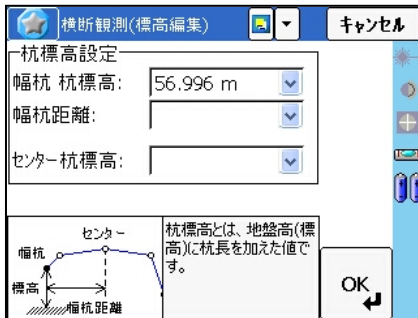 横断観測(標高編集)
キャンセル
杭標高設定
幅杭 杭標高:
56.996 m
幅杭距離:
センター杭標高:
センター
幅杭
標高
幅杭距離
杭標高とは、地盤高(標
高)に杭長を加えた値で
す。
OK